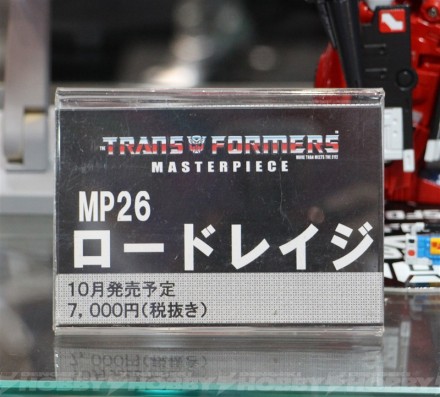 THE TRANSFORMERS
MORE THAN MEETS THE EYE
MASTERPIECE
MP26
ロードレイジ
10月発売予定
7,000円(税抜き)